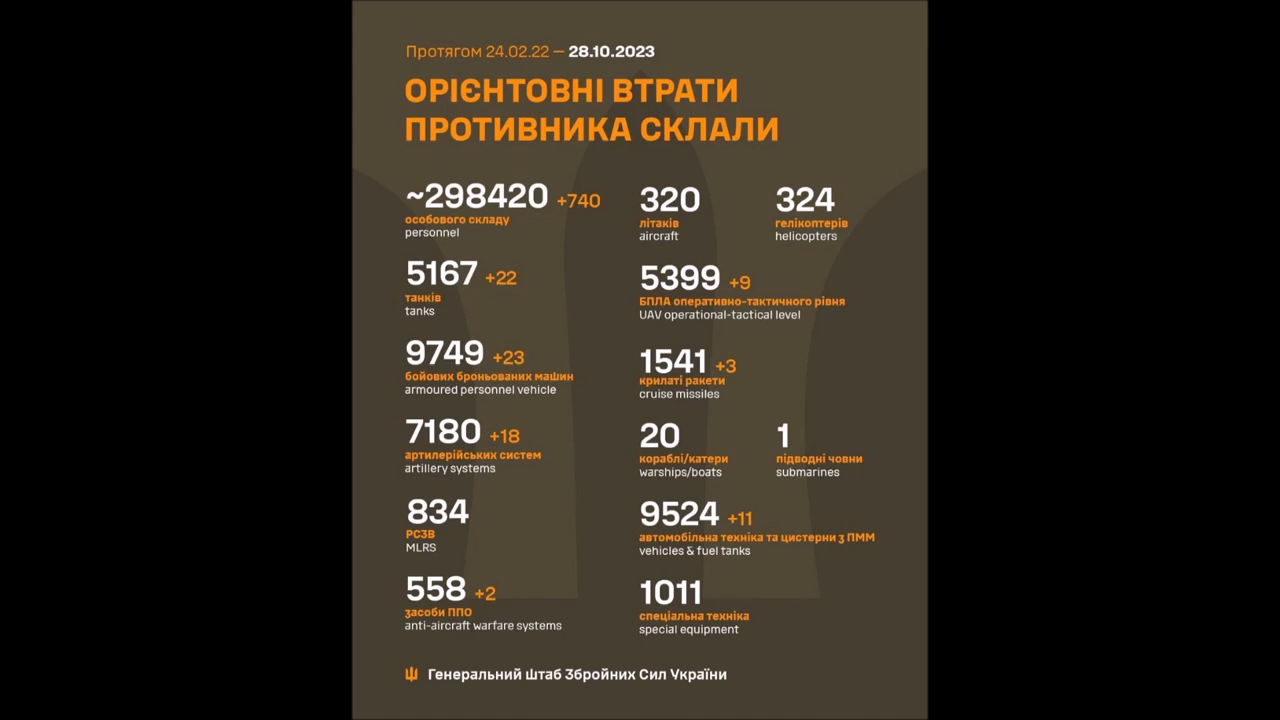 Протягом 24.02.22 — 28.10.2023
ОРІЄНТОВНІ ВТРАТИ
ПРОТИВНИКА СКЛАЛИ
~298420 +740
особового складу
personnel
320
літаків
aircraft
324
гелікоптерів
helicopters
5167 +22
танків
tanks
5399 +9
БПЛА оперативно-тактичного рівня
UAV operational-tactical level
9749 +23
бойових броньованих машин
armoured personnel vehicle
1541 +3
крилаті ракети
cruise missiles
7180 +18
артилерійських систем
artillery systems
20
кораблі/катери
warships/boats
1
підводні човни
submarines
834
РСЗВ
MLRS
9524 +11
автомобільна техніка та цистерни з ПММ
vehicles & fuel tanks
558 +2
засоби ППО
anti-aircraft warfare systems
1011
спеціальна техніка
special equipment
Генеральний штаб Збройних Сил України